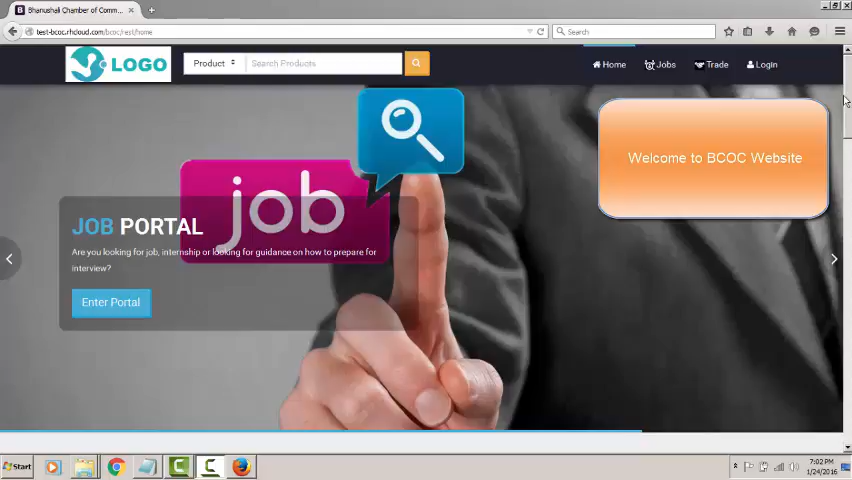 Bhanushali Chamber of Comm...
test-bcoc.rhcloud.com/bcoc/rest/home
Search
LOGO
Product
Search Products
Home
Jobs
Trade
Login
Welcome to BCOC Website
job
JOB PORTAL
Are you looking for job, internship or looking for guidance on how to prepare for
interview?
Enter Portal
Start
7:02 PM
1/24/2016